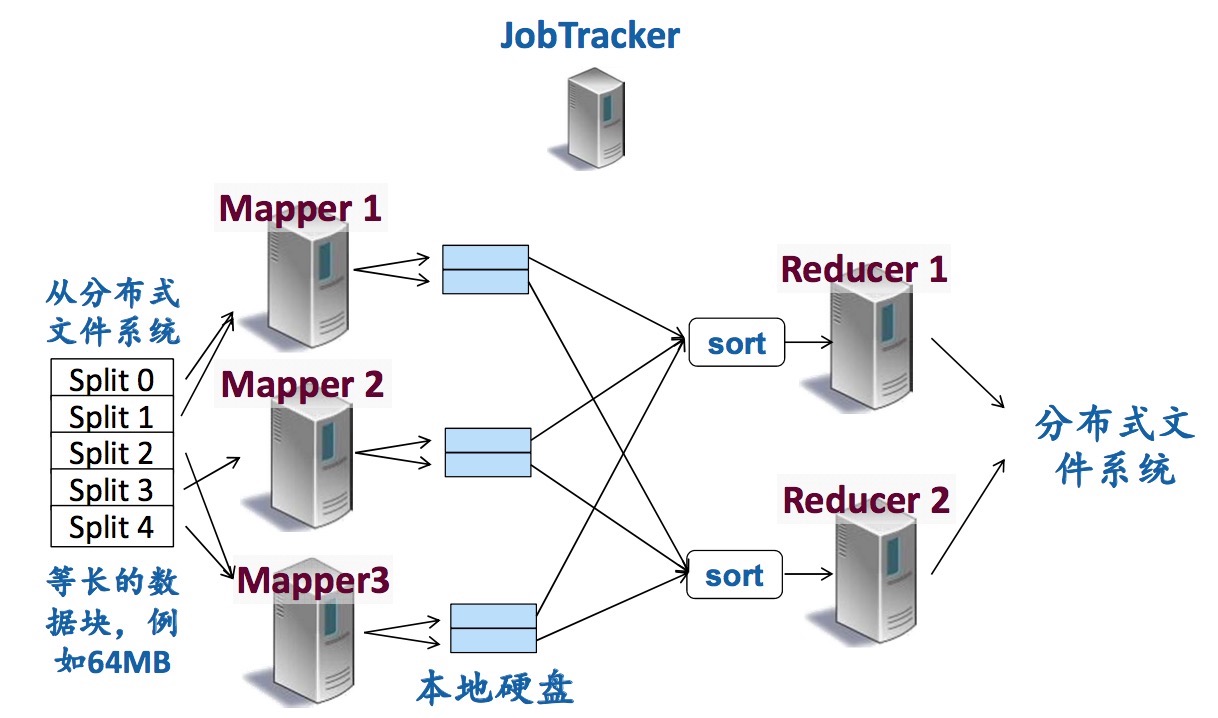 JobTracker
Mapper 1
从分布式
文件系统
Split 0
Split 1
Split 2
Split 3
Split 4
等长的数
据块，例
如64MB
Mapper 2
Mapper3
本地硬盘
sort
sort
Reducer 1
Reducer 2
分布式文
件系统